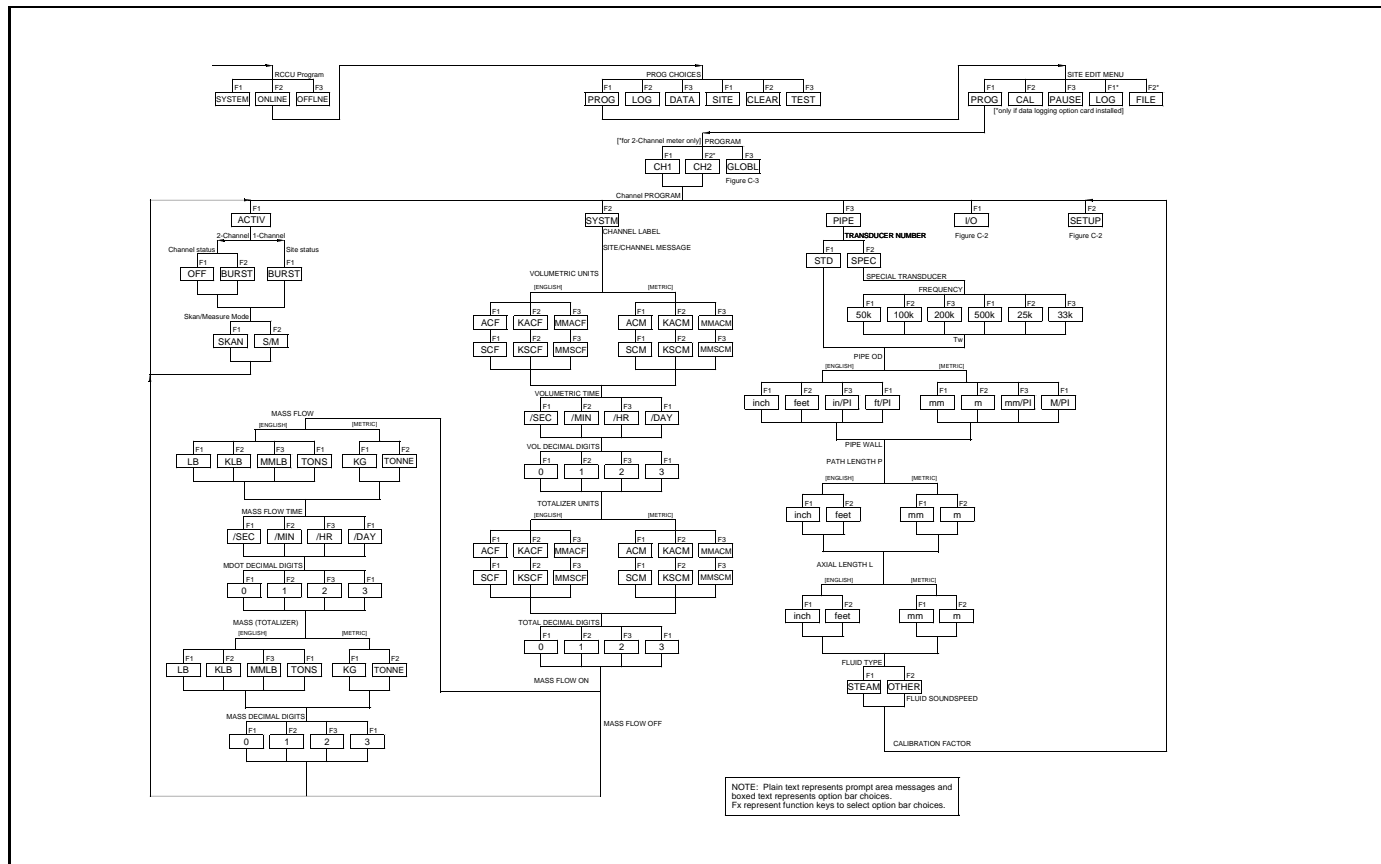 RCCU Program
F1 F2 F3
SYSTEM ONLINE OFFLNE
PROG CHOICES
F1 F2 F3 F1 F2 F3
PROG LOG DATA SITE CLEAR TEST
SITE EDIT MENU
F1 F2 F3 F1* F2*
PROG CAL PAUSE LOG FILE
[*only if data logging option card installed]
[*for 2-Channel meter only] PROGRAM
F1 F2* F3
CH1 CH2 GLOBL
Figure C-3
Channel PROGRAM
F1
ACTIV
2-Channel 1-Channel
Channel status Site status
F1 F2 F1
OFF BURST BURST
Skan/Measure Mode
F1 F2
SKAN S/M
F2
SYSTM
CHANNEL LABEL
SITE/CHANNEL MESSAGE
VOLUMETRIC UNITS
[ENGLISH] [METRIC]
F1 F2 F3 F1 F2 F3
ACF KACF MMACF ACM KACM MMACM
F1 F2 F3 F1 F2 F3
SCF KSCF MMSCF SCM KSCM MMSCM
VOLUMETRIC TIME
F1 F2 F3 F1
/SEC /MIN /HR /DAY
VOL DECIMAL DIGITS
F1 F2 F3 F1
0 1 2 3
TOTALIZER UNITS
[ENGLISH] [METRIC]
F1 F2 F3 F1 F2 F3
ACF KACF MMACF ACM KACM MMACM
F1 F2 F3 F1 F2 F3
SCF KSCF MMSCF SCM KSCM MMSCM
TOTAL DECIMAL DIGITS
F1 F2 F3 F1
0 1 2 3
MASS FLOW ON
MASS FLOW OFF
MASS FLOW
[ENGLISH] [METRIC]
F1 F2 F3 F1 F1 F2
LB KLB MMLB TONS KG TONNE
MASS FLOW TIME
F1 F2 F3 F1
/SEC /MIN /HR /DAY
MDOT DECIMAL DIGITS
F1 F2 F3 F1
0 1 2 3
MASS (TOTALIZER)
[ENGLISH] [METRIC]
F1 F2 F3 F1 F1 F2
LB KLB MMLB TONS KG TONNE
MASS DECIMAL DIGITS
F1 F2 F3 F1
0 1 2 3
F3
PIPE
TRANSDUCER NUMBER
F1 F2
STD SPEC
SPECIAL TRANSDUCER
FREQUENCY
F1 F2 F3 F1 F2 F3
50k 100k 200k 500k 25k 33k
Tw
PIPE OD
[ENGLISH] [METRIC]
F1 F2 F3 F1 F1 F2 F3 F1
inch feet in/PI ft/PI mm m mm/PI M/PI
PIPE WALL
PATH LENGTH P
[ENGLISH] [METRIC]
F1 F2 F1 F2
inch feet mm m
AXIAL LENGTH L
[ENGLISH] [METRIC]
F1 F2 F1 F2
inch feet mm m
FLUID TYPE
F1 F2
STEAM OTHER
FLUID SOUNDSPEED
CALIBRATION FACTOR
F1
I/O
Figure C-2
F2
SETUP
Figure C-2
NOTE: Plain text represents prompt area messages and
boxed text represents option bar choices.
Fx represent function keys to select option bar choices.